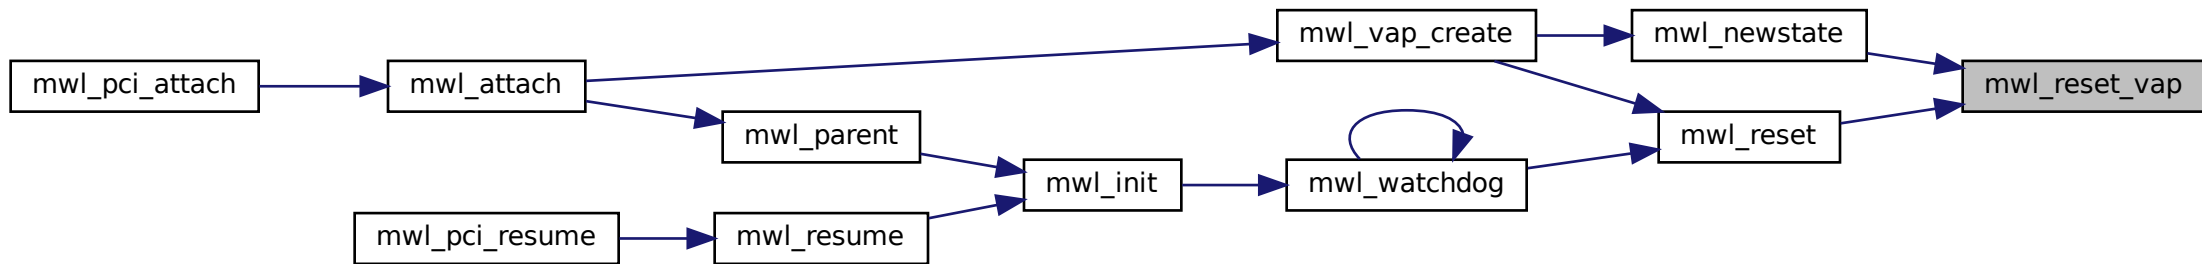 mwl_vap_create
mwl_newstate
mwl_pci_attach
mwl_attach
mwl_reset_vap
mwl_parent
mwl_reset
mwl_init
mwl_watchdog
mwl_pci_resume
mwl_resume